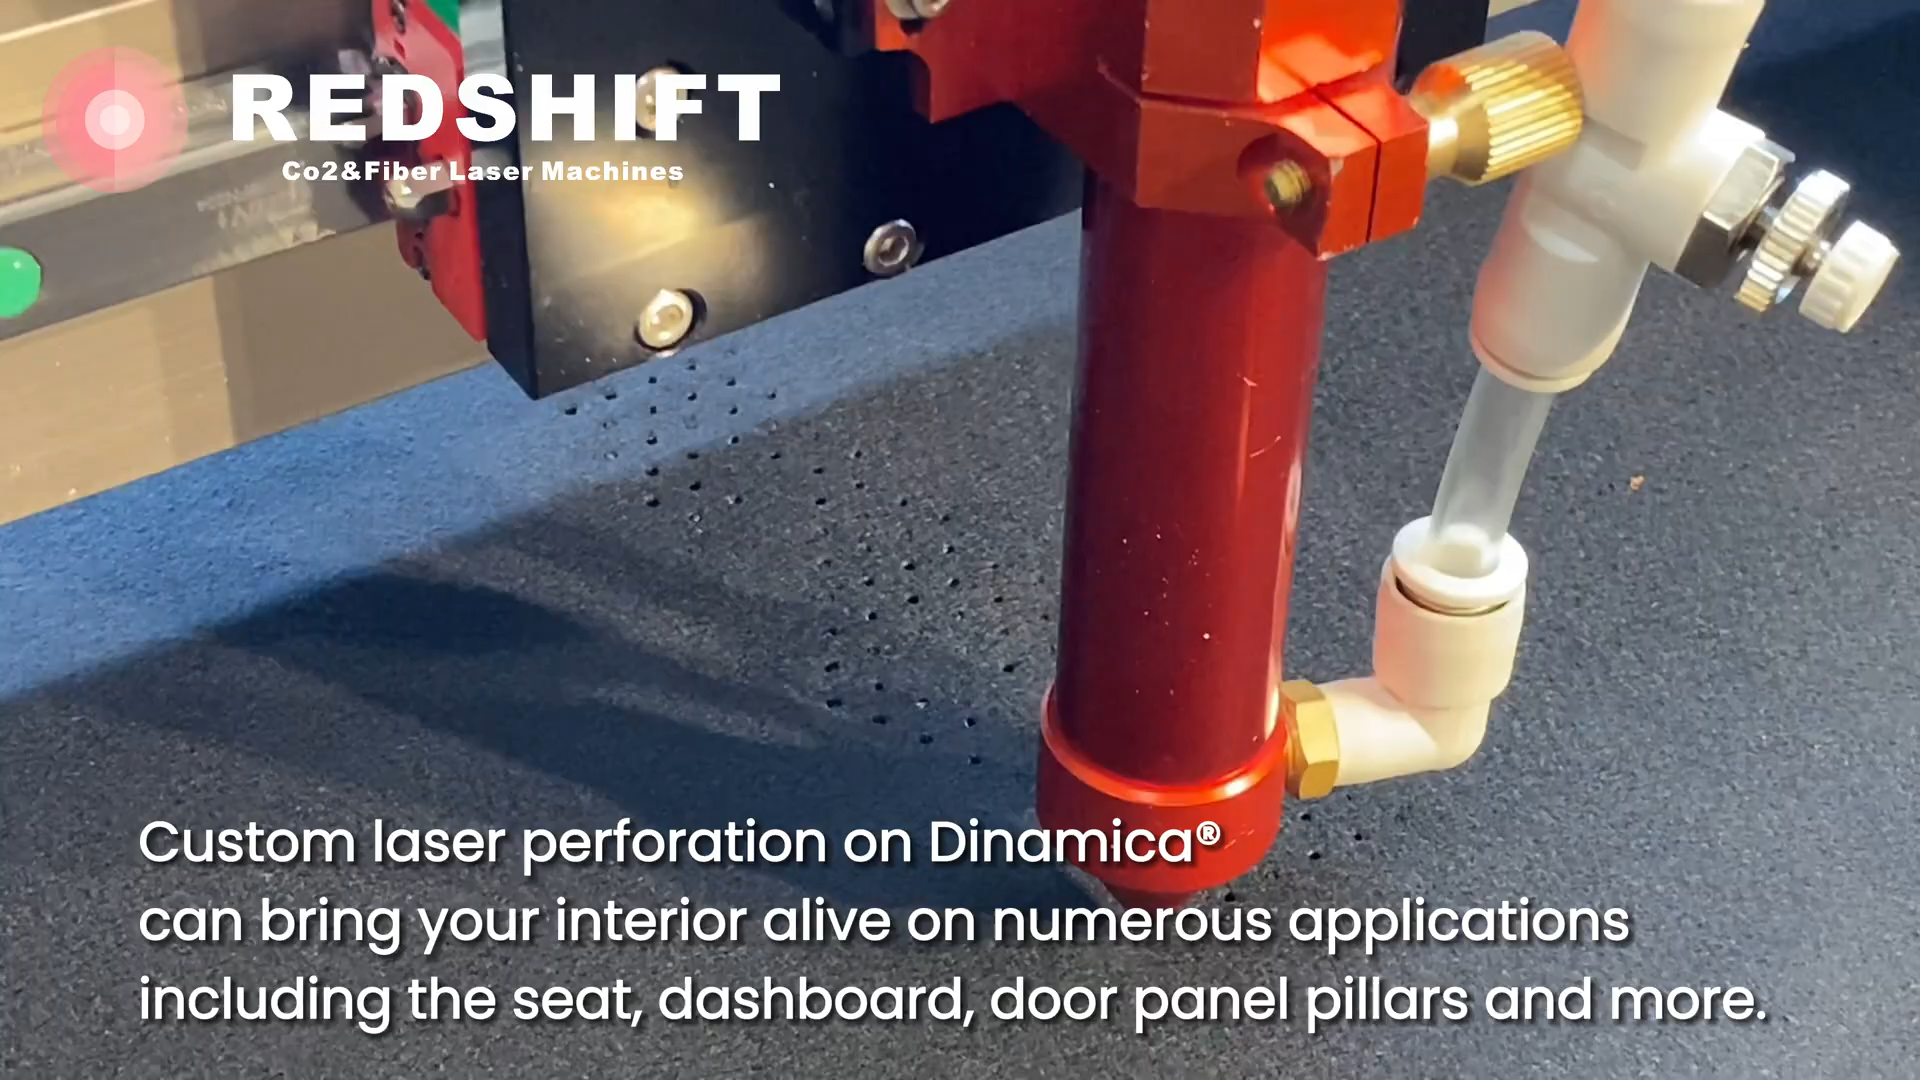 REDSHIFT
Co2&Fiber Laser Machines
Custom laser perforation on Dinamica®
can bring your interior alive on numerous applications
including the seat, dashboard, door panel pillars and more.